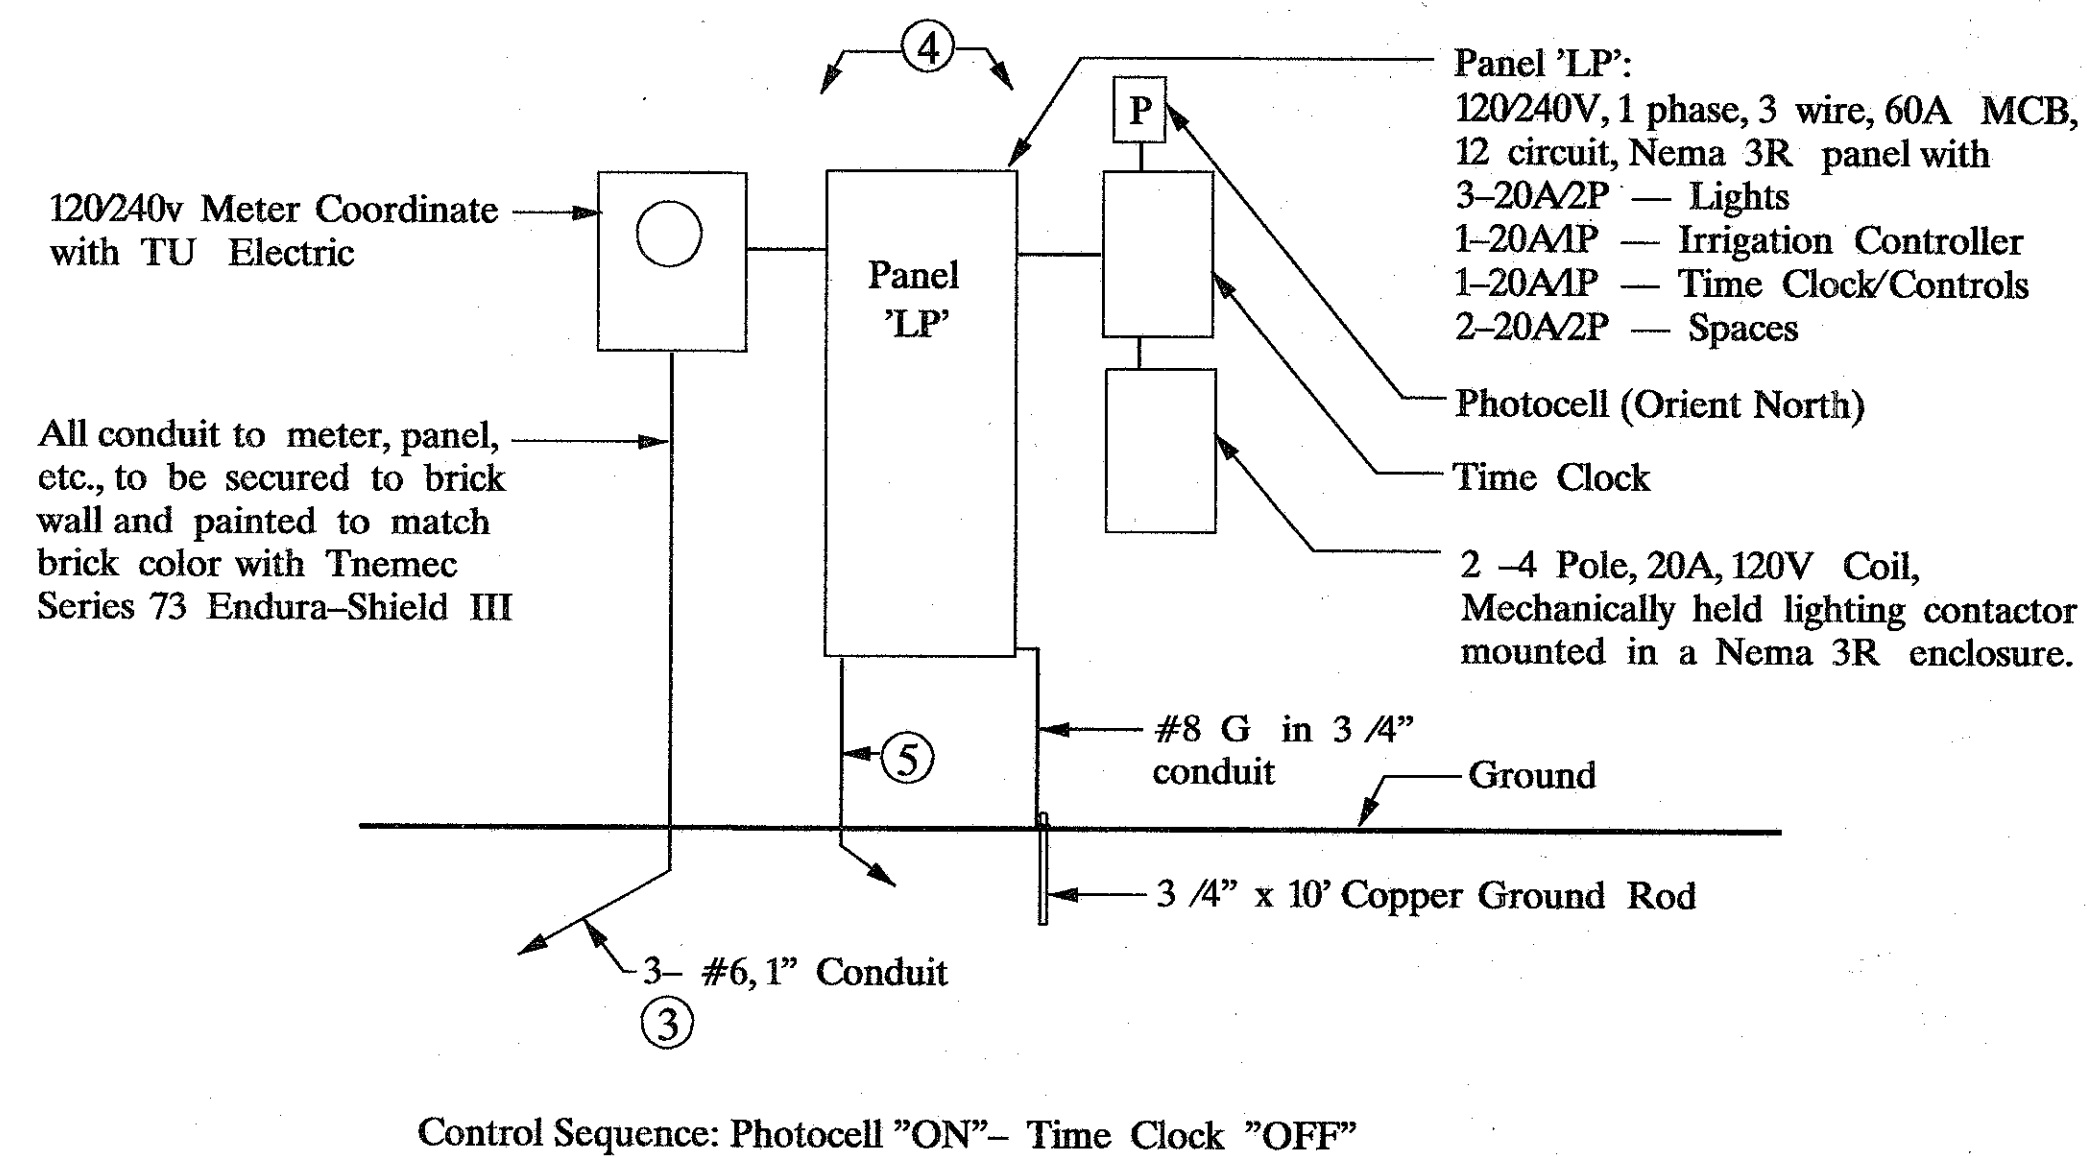 4
Panel 'LP':
120/240V, 1 phase, 3 wire, 60A MCB,
12 circuit, Nema 3R panel with
3–20A/2P — Lights
1–20A/1P — Irrigation Controller
1–20A/1P — Time Clock/Controls
2–20A/2P — Spaces
P
120/240v Meter Coordinate
with TU Electric
Panel
'LP'
Photocell (Orient North)
Time Clock
All conduit to meter, panel,
etc., to be secured to brick
wall and painted to match
brick color with Tnemec
Series 73 Endura–Shield III
2 –4 Pole, 20A, 120V Coil,
Mechanically held lighting contactor
mounted in a Nema 3R enclosure.
#8 G in 3/4"
conduit
5
Ground
3/4" x 10' Copper Ground Rod
3– #6, 1" Conduit
3
Control Sequence: Photocell "ON"– Time Clock "OFF"